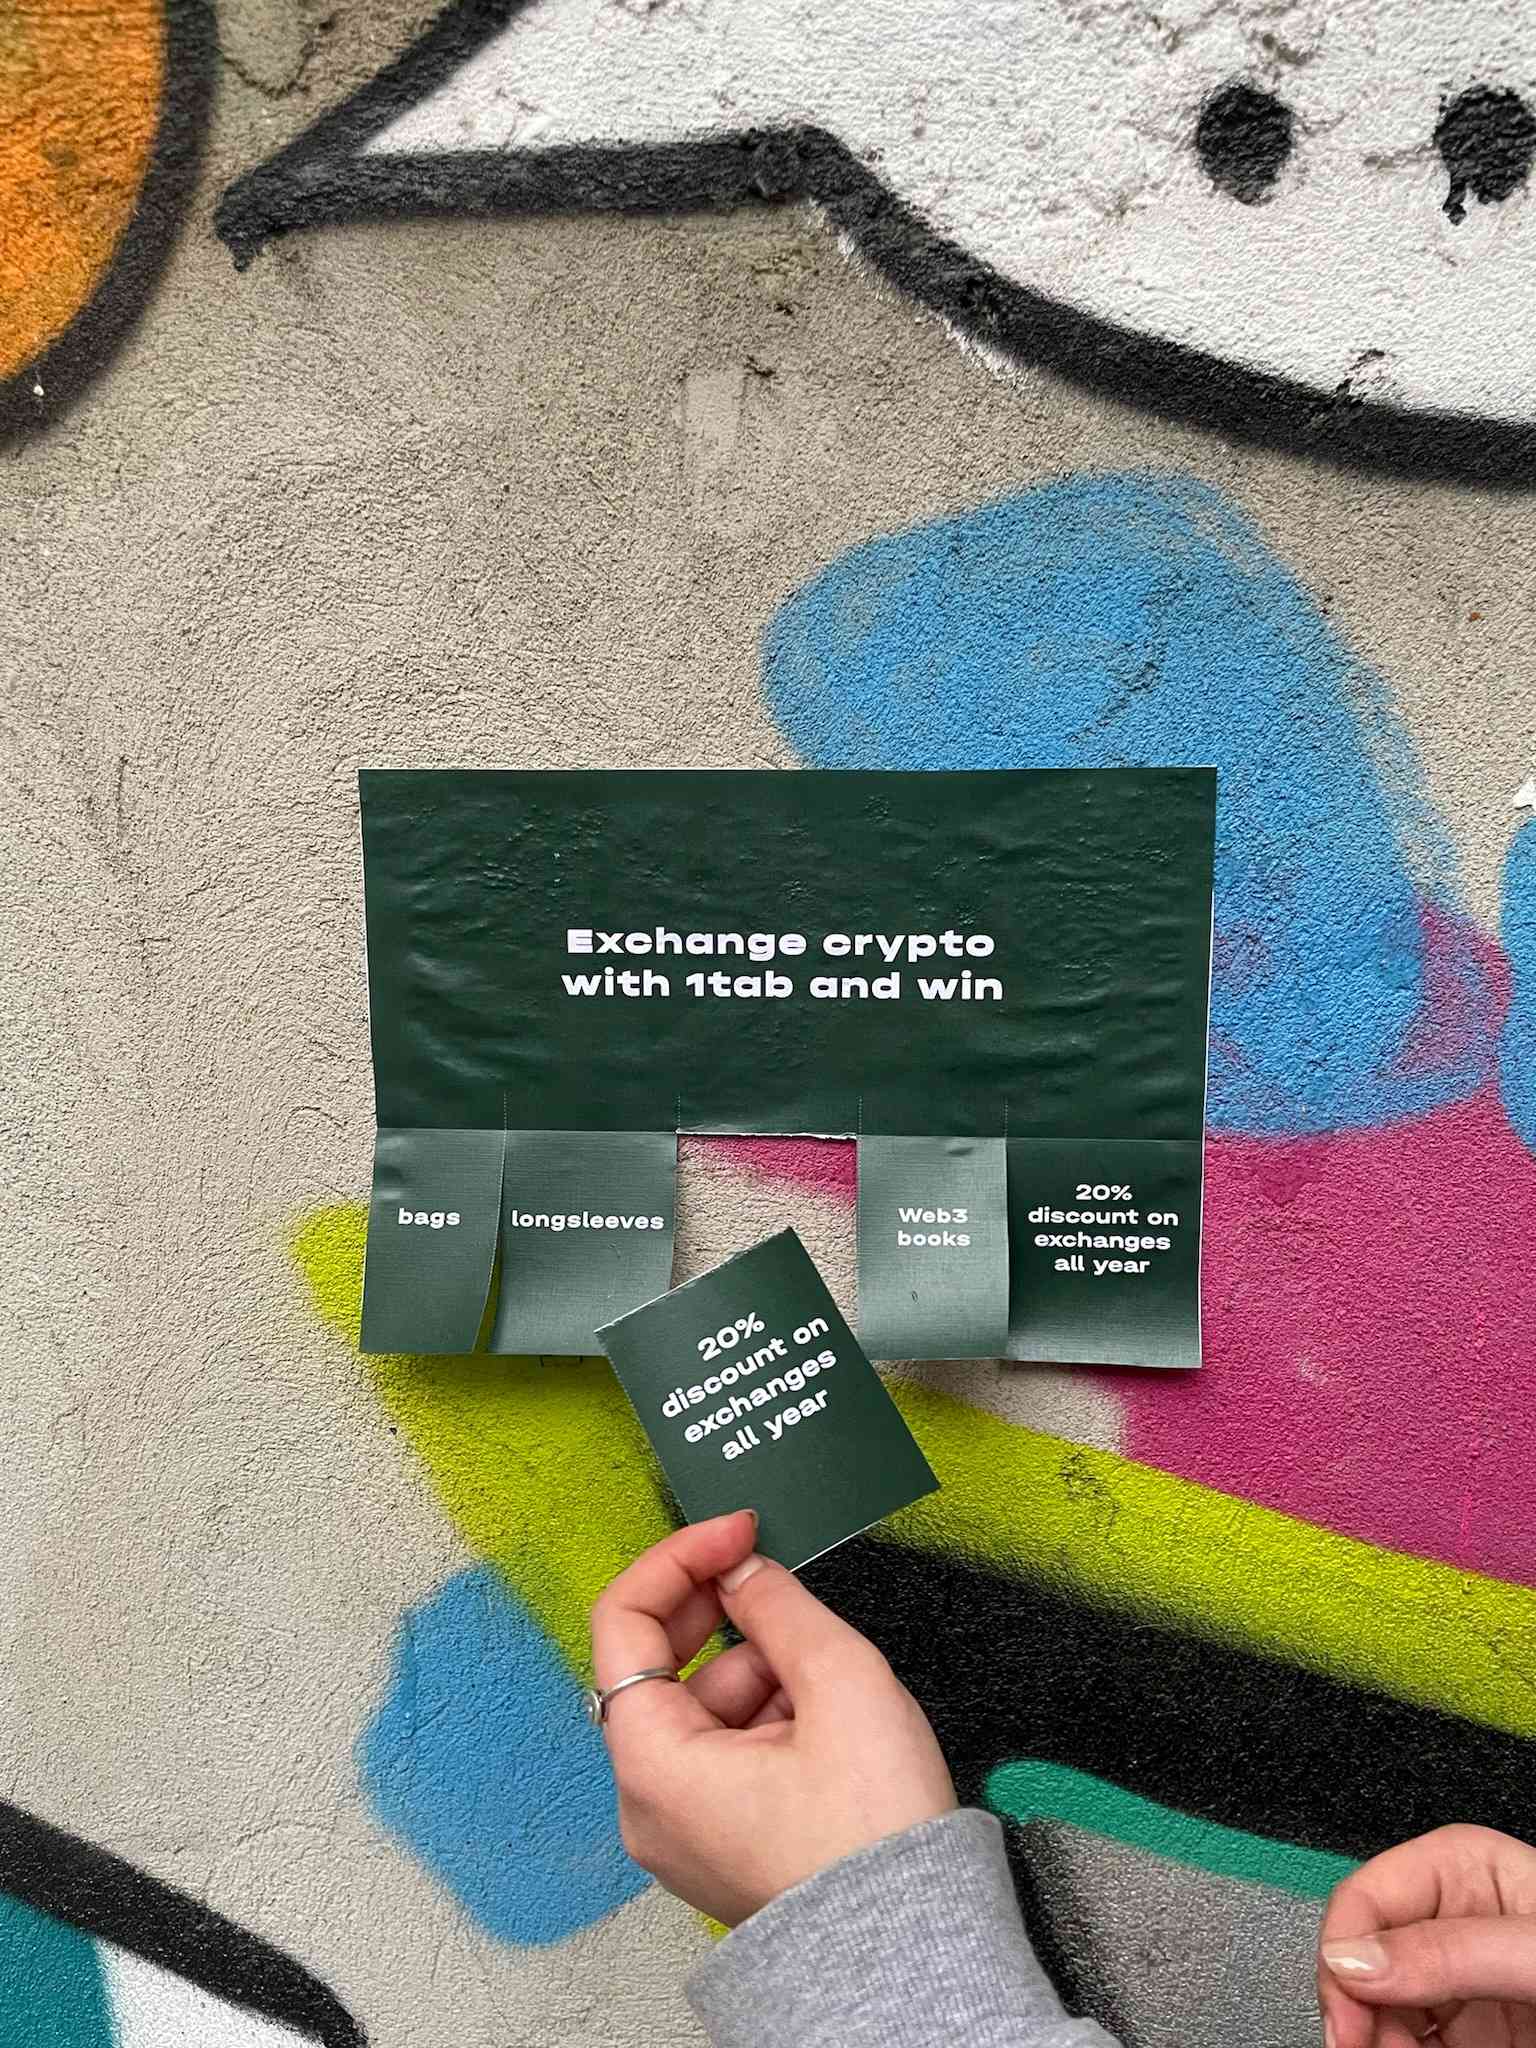 Exchange crypto
with 1tab and win
bags
longsleeves
Web3
books
20%
discount on
exchanges
all year
20%
discount on
exchanges
all year